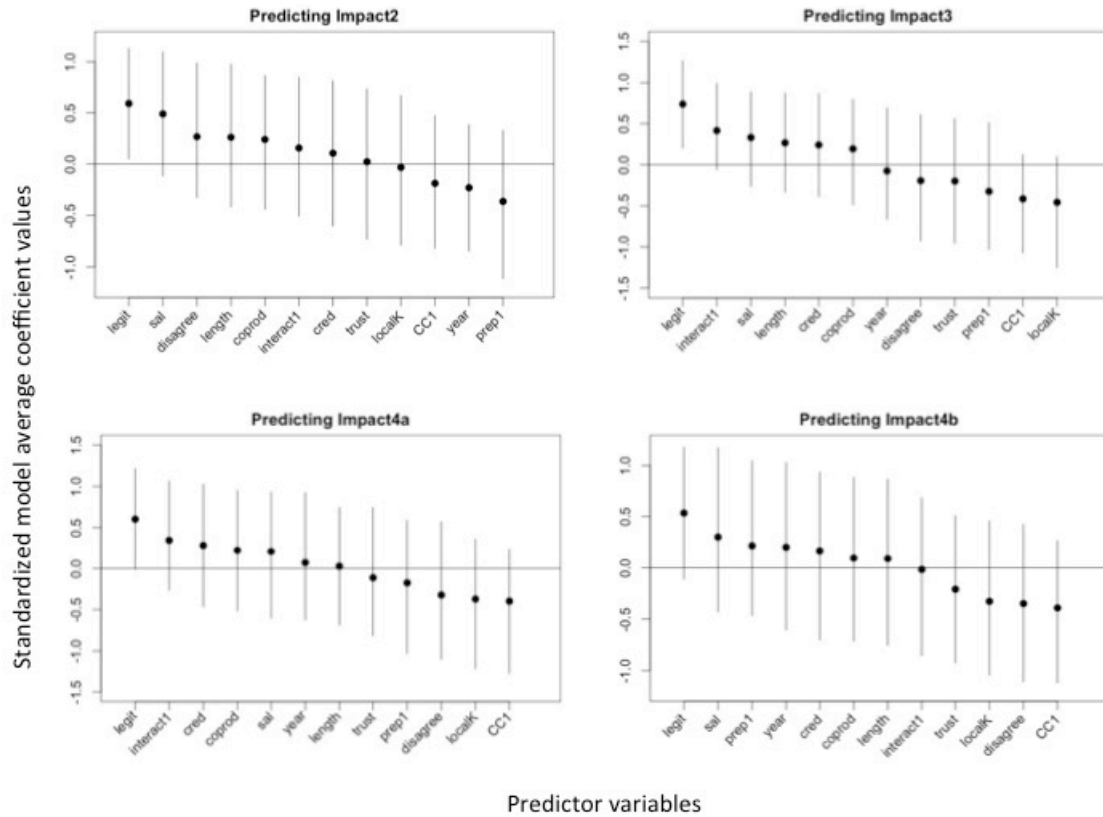 Predicting Impact2
Predicting Impact3
Standardized model average coefficient values
1.0
0.5
0.0
-0.5
-1.0
legit
sal
disagree
length
coprod
interact1
cred
trust
localK
CC1
year
prep1
1.5
1.0
0.5
0.0
-0.5
-1.0
-1.5
legit
interact1
sal
length
cred
coprod
year
disagree
trust
prep1
CC1
localK
Predicting Impact4a
Predicting Impact4b
1.5
1.0
0.5
0.0
-0.5
-1.0
-1.5
legit
interact1
cred
coprod
sal
year
length
trust
prep1
disagree
localK
CC1
1.0
0.5
0.0
-0.5
-1.0
legit
sal
prep1
year
cred
coprod
length
interact1
trust
localK
disagree
CC1
Predictor variables